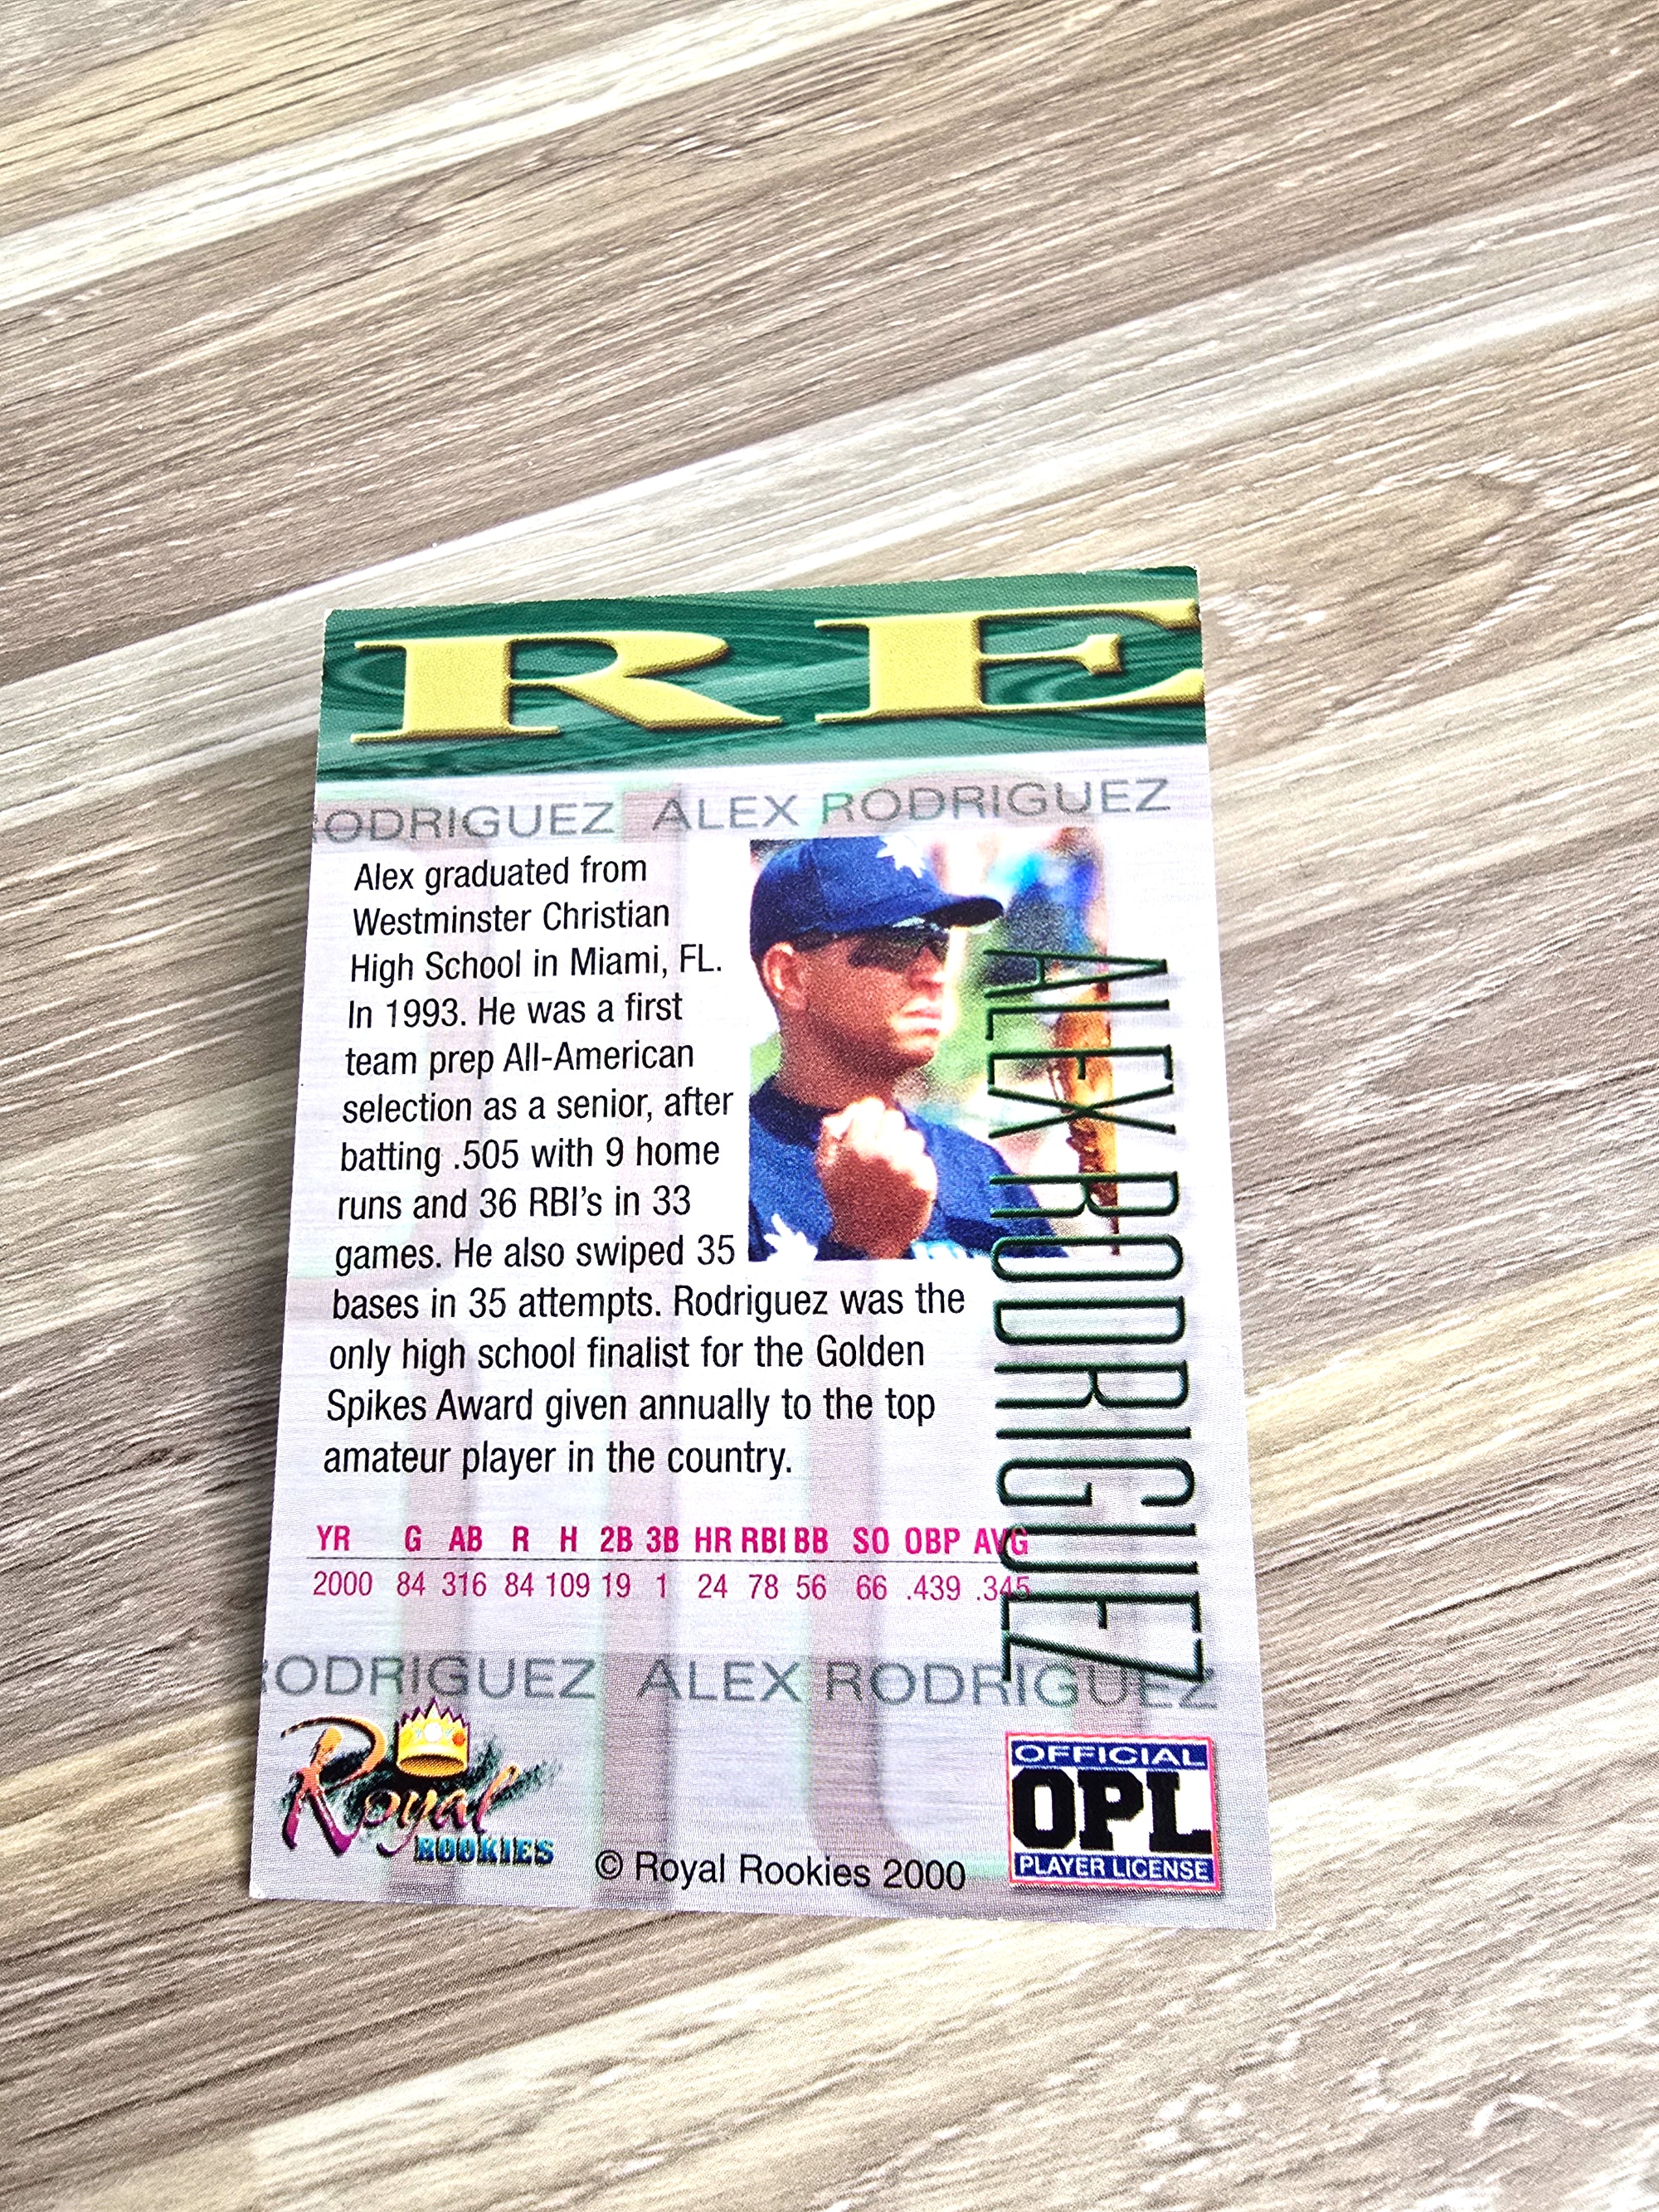 RE
RODRIGUEZ ALEX RODRIGUEZ
Alex graduated from
Westminster Christian
High School in Miami, FL.
In 1993. He was a first
team prep All-American
selection as a senior, after
batting .505 with 9 home
runs and 36 RBI's in 33
games. He also swiped 35
bases in 35 attempts. Rodriguez was the
only high school finalist for the Golden
Spikes Award given annually to the top
amateur player in the country.
ALEX RODRIGUEZ
YR G AB R H 2B 3B HR RBI BB SO OBP AVG
2000 84 316 84 109 19 1 24 78 56 66 .439 .345
RODRIGUEZ ALEX RODRIGUEZ
Royal
ROOKIES
© Royal Rookies 2000
OFFICIAL
OPL
PLAYER LICENSE